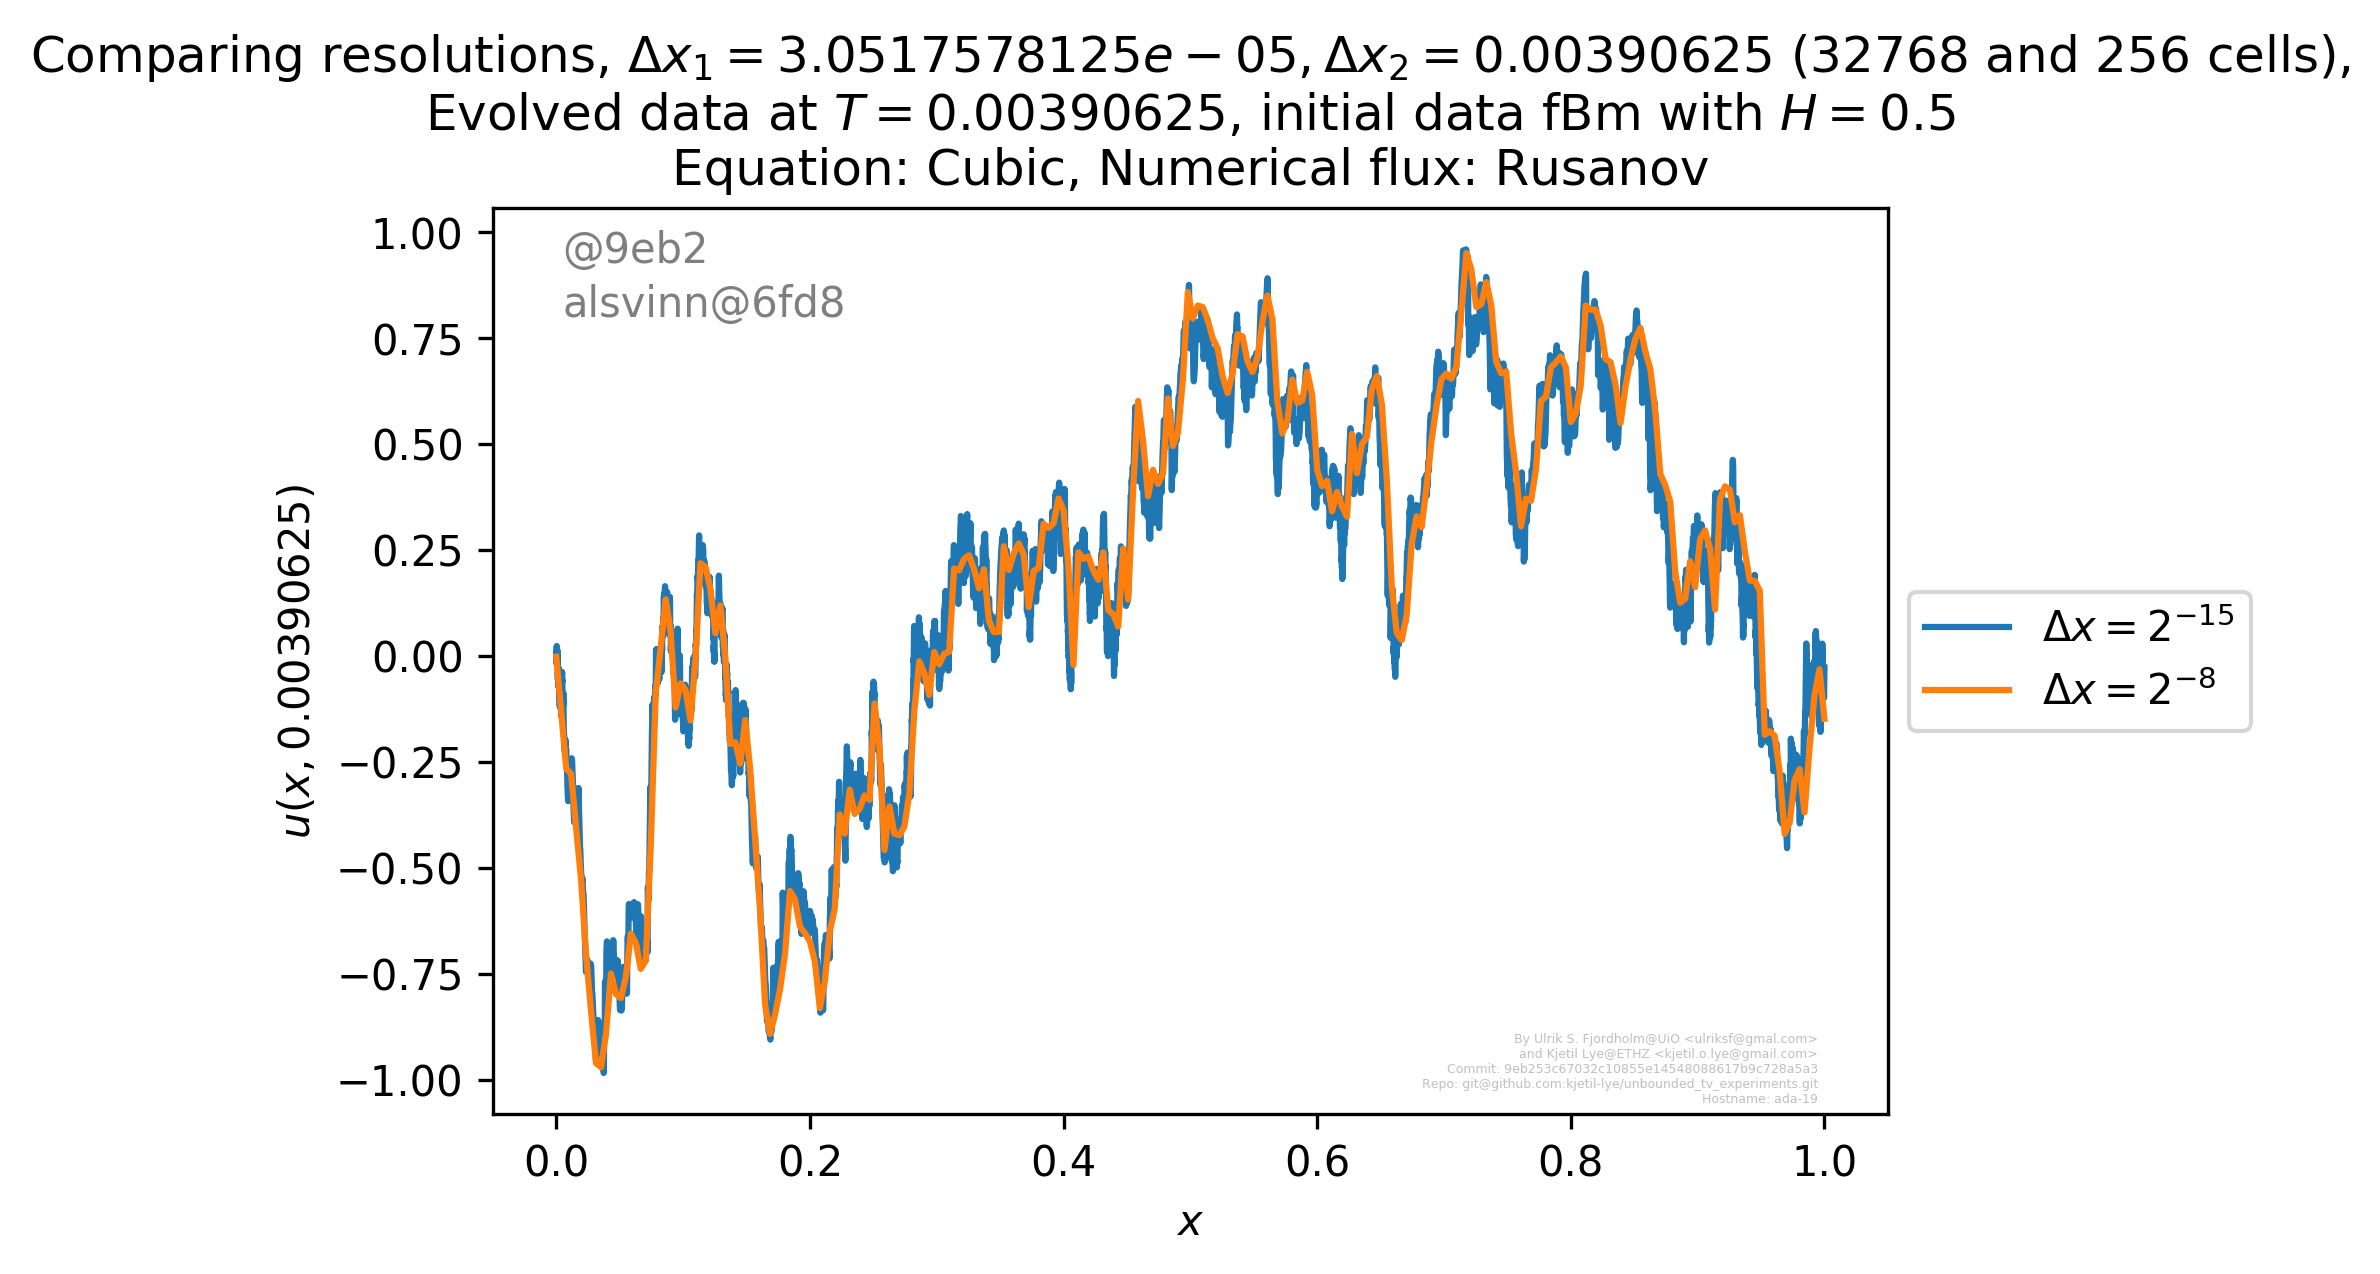 Comparing resolutions, Δx₁ = 3.0517578125e − 05, Δx₂ = 0.00390625 (32768 and 256 cells),
Evolved data at T = 0.00390625, initial data fBm with H = 0.5
Equation: Cubic, Numerical flux: Rusanov
@9eb2
alsvinn@6fd8
1.00
0.75
0.50
0.25
0.00
−0.25
−0.50
−0.75
−1.00
u(x, 0.00390625)
Δx = 2⁻¹⁵
Δx = 2⁻⁸
By Ulrik S. Fjordholm@UiO <ulriksf@gmal.com>
and Kjetil Lye@ETHZ <kjetil.o.lye@gmail.com>
Commit: 9eb253c67032c10855e14548088617b9c728a5a3
Repo: git@github.com:kjetil-lye/unbounded_tv_experiments.git
Hostname: ada-19
0.0 0.2 0.4 0.6 0.8 1.0
x